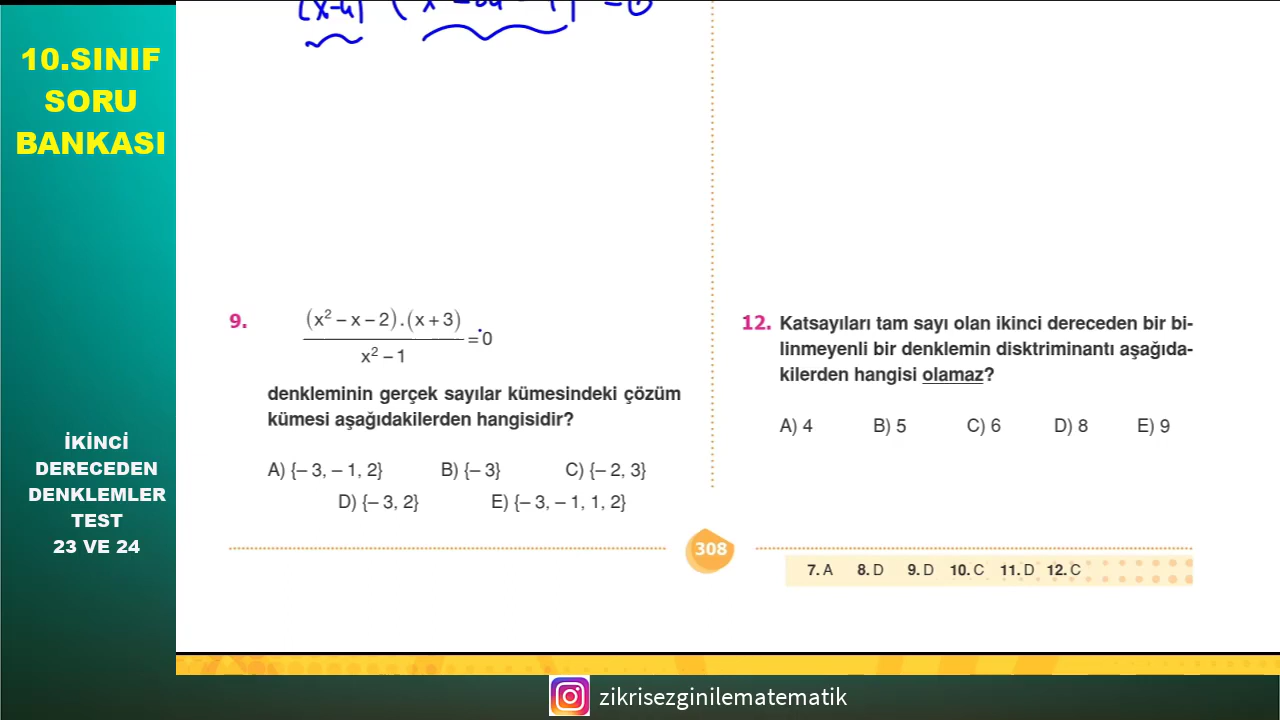 10.SINIF
SORU
BANKASI
İKİNCİ
DERECEDEN
DENKLEMLER
TEST
23 VE 24
9.
(x² – x – 2) . (x + 3)
= 0
x² – 1
denkleminin gerçek sayılar kümesindeki çözüm
kümesi aşağıdakilerden hangisidir?
A) {– 3, – 1, 2} B) {– 3} C) {– 2, 3}
D) {– 3, 2} E) {– 3, – 1, 1, 2}
12. Katsayıları tam sayı olan ikinci dereceden bir bi-
linmeyenli bir denklemin disktriminantı aşağıda-
kilerden hangisi olamaz?
A) 4 B) 5 C) 6 D) 8 E) 9
308
7. A 8. D 9. D 10. C 11. D 12. C
zikrisezginilematematik